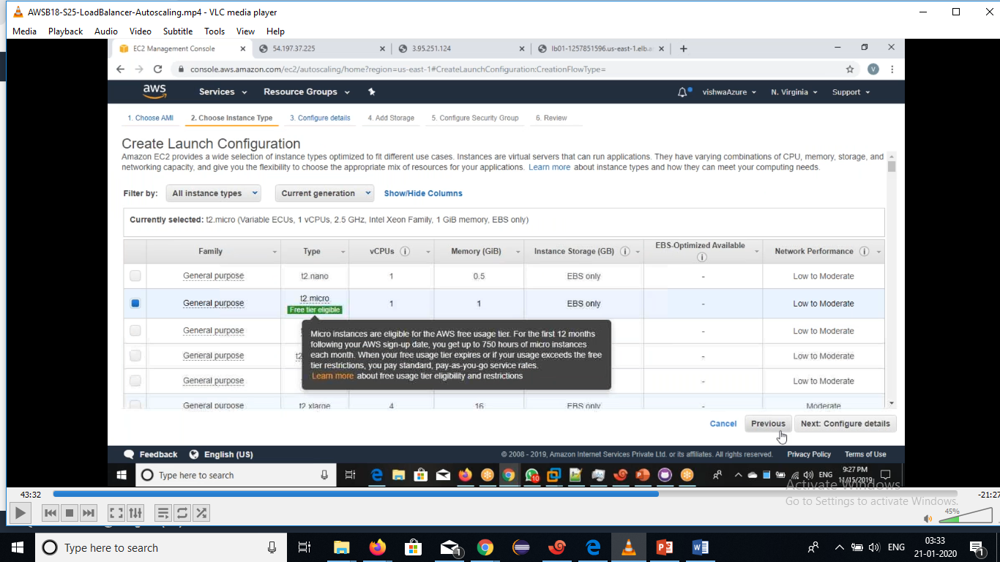 AWSB18-S25-LoadBalancer-Autoscaling.mp4 - VLC media player
Media Playback Audio Video Subtitle Tools View Help
EC2 Management Console
54.197.37.225
3.95.251.124
lb01-1257851596.us-east-1.elb.a
console.aws.amazon.com/ec2/autoscaling/home?region=us-east-1#CreateLaunchConfiguration:CreationFlowType=
V
aws Services Resource Groups vishwaAzure N. Virginia Support
1. Choose AMI 2. Choose Instance Type 3. Configure details 4. Add Storage 5. Configure Security Group 6. Review
Create Launch Configuration
Amazon EC2 provides a wide selection of instance types optimized to fit different use cases. Instances are virtual servers that can run applications. They have varying combinations of CPU, memory, storage, and
networking capacity, and give you the flexibility to choose the appropriate mix of resources for your applications. Learn more about instance types and how they can meet your computing needs.
Filter by: All instance types Current generation Show/Hide Columns
Currently selected: t2.micro (Variable ECUs, 1 vCPUs, 2.5 GHz, Intel Xeon Family, 1 GiB memory, EBS only)
Family Type vCPUs Memory (GiB) Instance Storage (GB) EBS-Optimized Available Network Performance
General purpose t2.nano 1 0.5 EBS only - Low to Moderate
General purpose t2.micro 1 1 EBS only - Low to Moderate
Free tier eligible
General purpose Low to Moderate
General purpose t2 Low to Moderate
General purpose Low to Moderate
General purpose t2.xlarge 4 16 EBS only - Moderate
Micro instances are eligible for the AWS free usage tier. For the first 12 months
following your AWS sign-up date, you get up to 750 hours of micro instances
each month. When your free usage tier expires or if your usage exceeds the free
tier restrictions, you pay standard, pay-as-you-go service rates.
Learn more about free usage tier eligibility and restrictions
Cancel Previous Next: Configure details
Feedback English (US) © 2008 - 2019, Amazon Internet Services Private Ltd. or its affiliates. All rights reserved. Privacy Policy Terms of Use
Type here to search 10 ENG 9:27 PM
11/15/2019
Activate Windows
Go to Settings to activate Windows.
43:32 -21:27
45%
Type here to search 1 ENG 03:33
21-01-2020 1